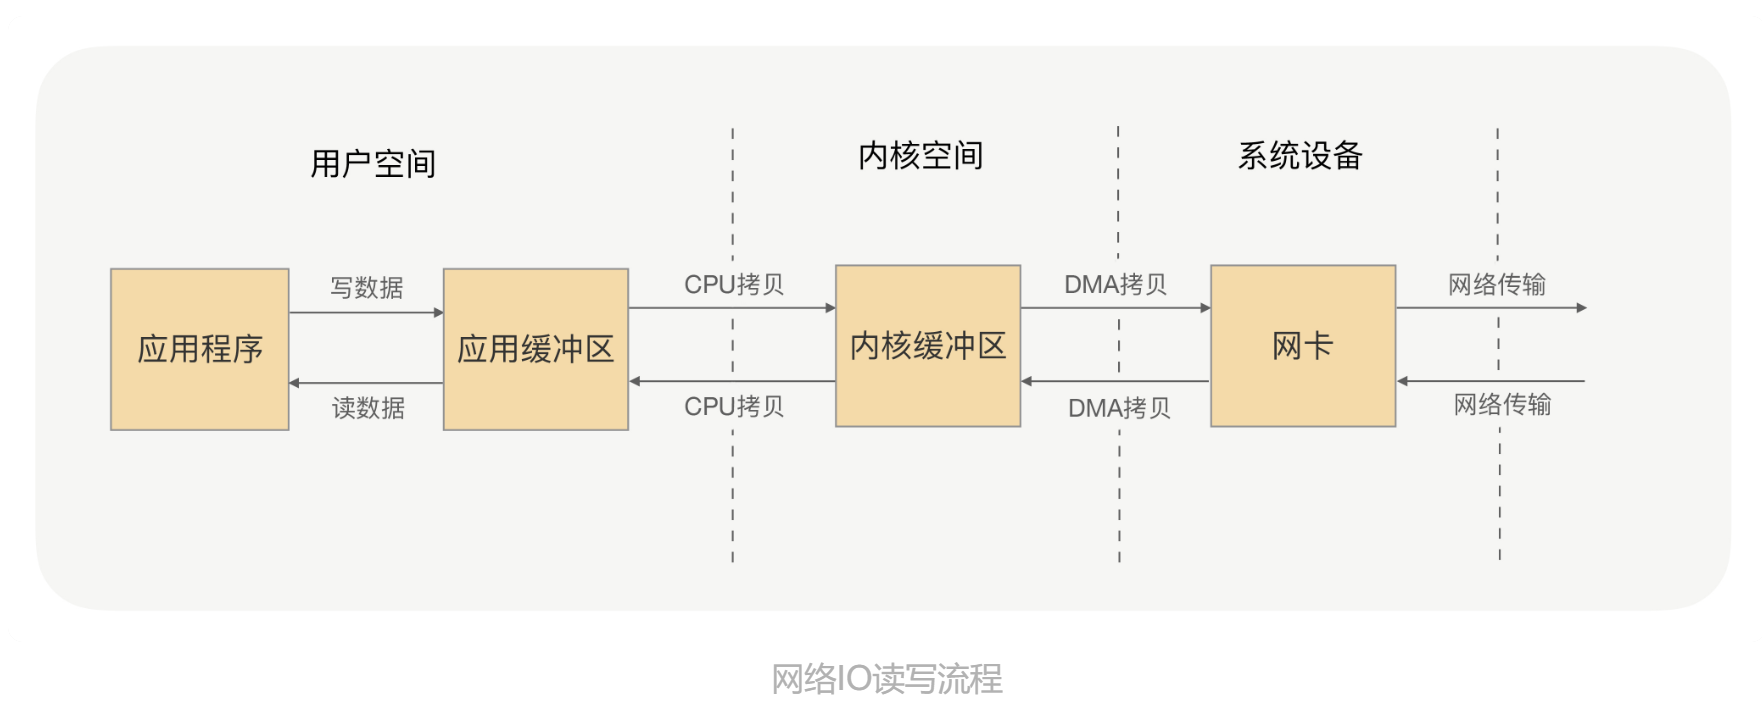 用户空间
内核空间
系统设备
写数据
CPU拷贝
DMA拷贝
网络传输
应用程序
应用缓冲区
内核缓冲区
网卡
读数据
CPU拷贝
DMA拷贝
网络传输
网络IO读写流程